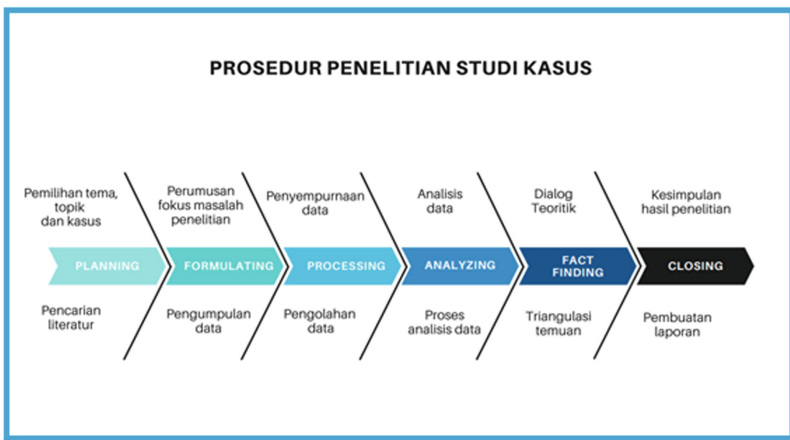 PROSEDUR PENELITIAN STUDI KASUS
Pemilihan tema,
topik
dan kasus
Perumusan
fokus masalah
penelitian
Penyempurnaan
data
Analisis
data
Dialog
Teoritik
Kesimpulan
hasil penelitian
PLANNING
FORMULATING
PROCESSING
ANALYZING
FACT
FINDING
CLOSING
Pencarian
literatur
Pengumpulan
data
Pengolahan
data
Proses
analisis data
Triangulasi
temuan
Pembuatan
laporan